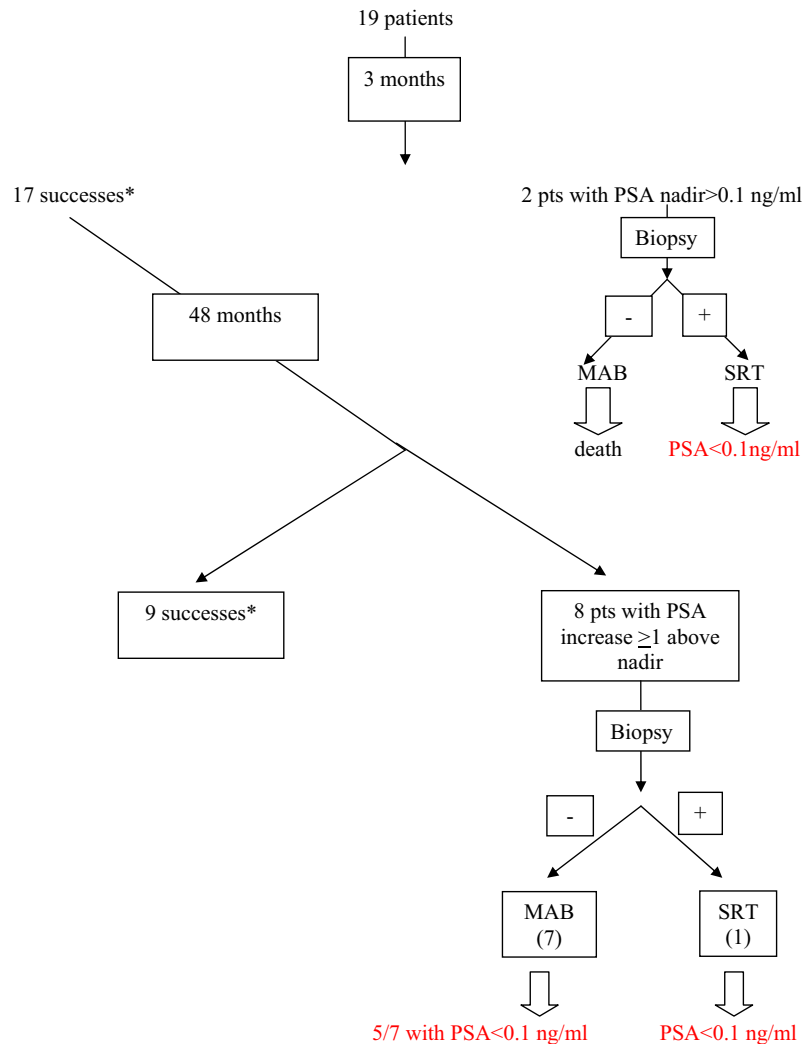 19 patients
3 months
17 successes*
2 pts with PSA nadir>0.1 ng/ml
Biopsy
48 months
-
+
MAB
SRT
death
PSA<0.1ng/ml
9 successes*
8 pts with PSA
increase ≥1 above
nadir
Biopsy
-
+
MAB
(7)
SRT
(1)
5/7 with PSA<0.1 ng/ml
PSA<0.1 ng/ml